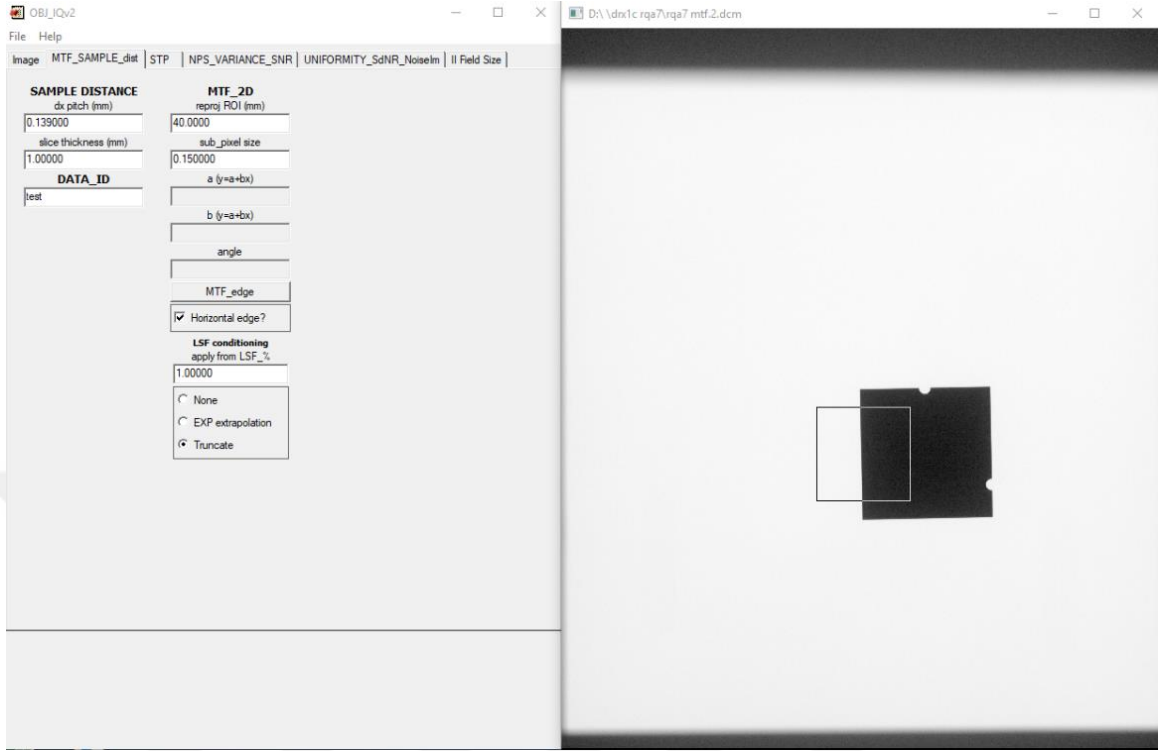 OBJ_IQv2
File Help
Image MTF_SAMPLE_dist STP NPS_VARIANCE_SNR UNIFORMITY_SdNR_NoiseIm II Field Size
SAMPLE DISTANCE
dx pitch (mm)
0.139000
slice thickness (mm)
1.00000
DATA_ID
test
MTF_2D
reproj ROI (mm)
40.0000
sub_pixel size
0.150000
a (y=a+bx)
b (y=a+bx)
angle
MTF_edge
Horizontal edge?
LSF conditioning
apply from LSF_%
1.00000
None
EXP extrapolation
Truncate
D:\ \drx1c rqa7\rqa7 mtf.2.dcm